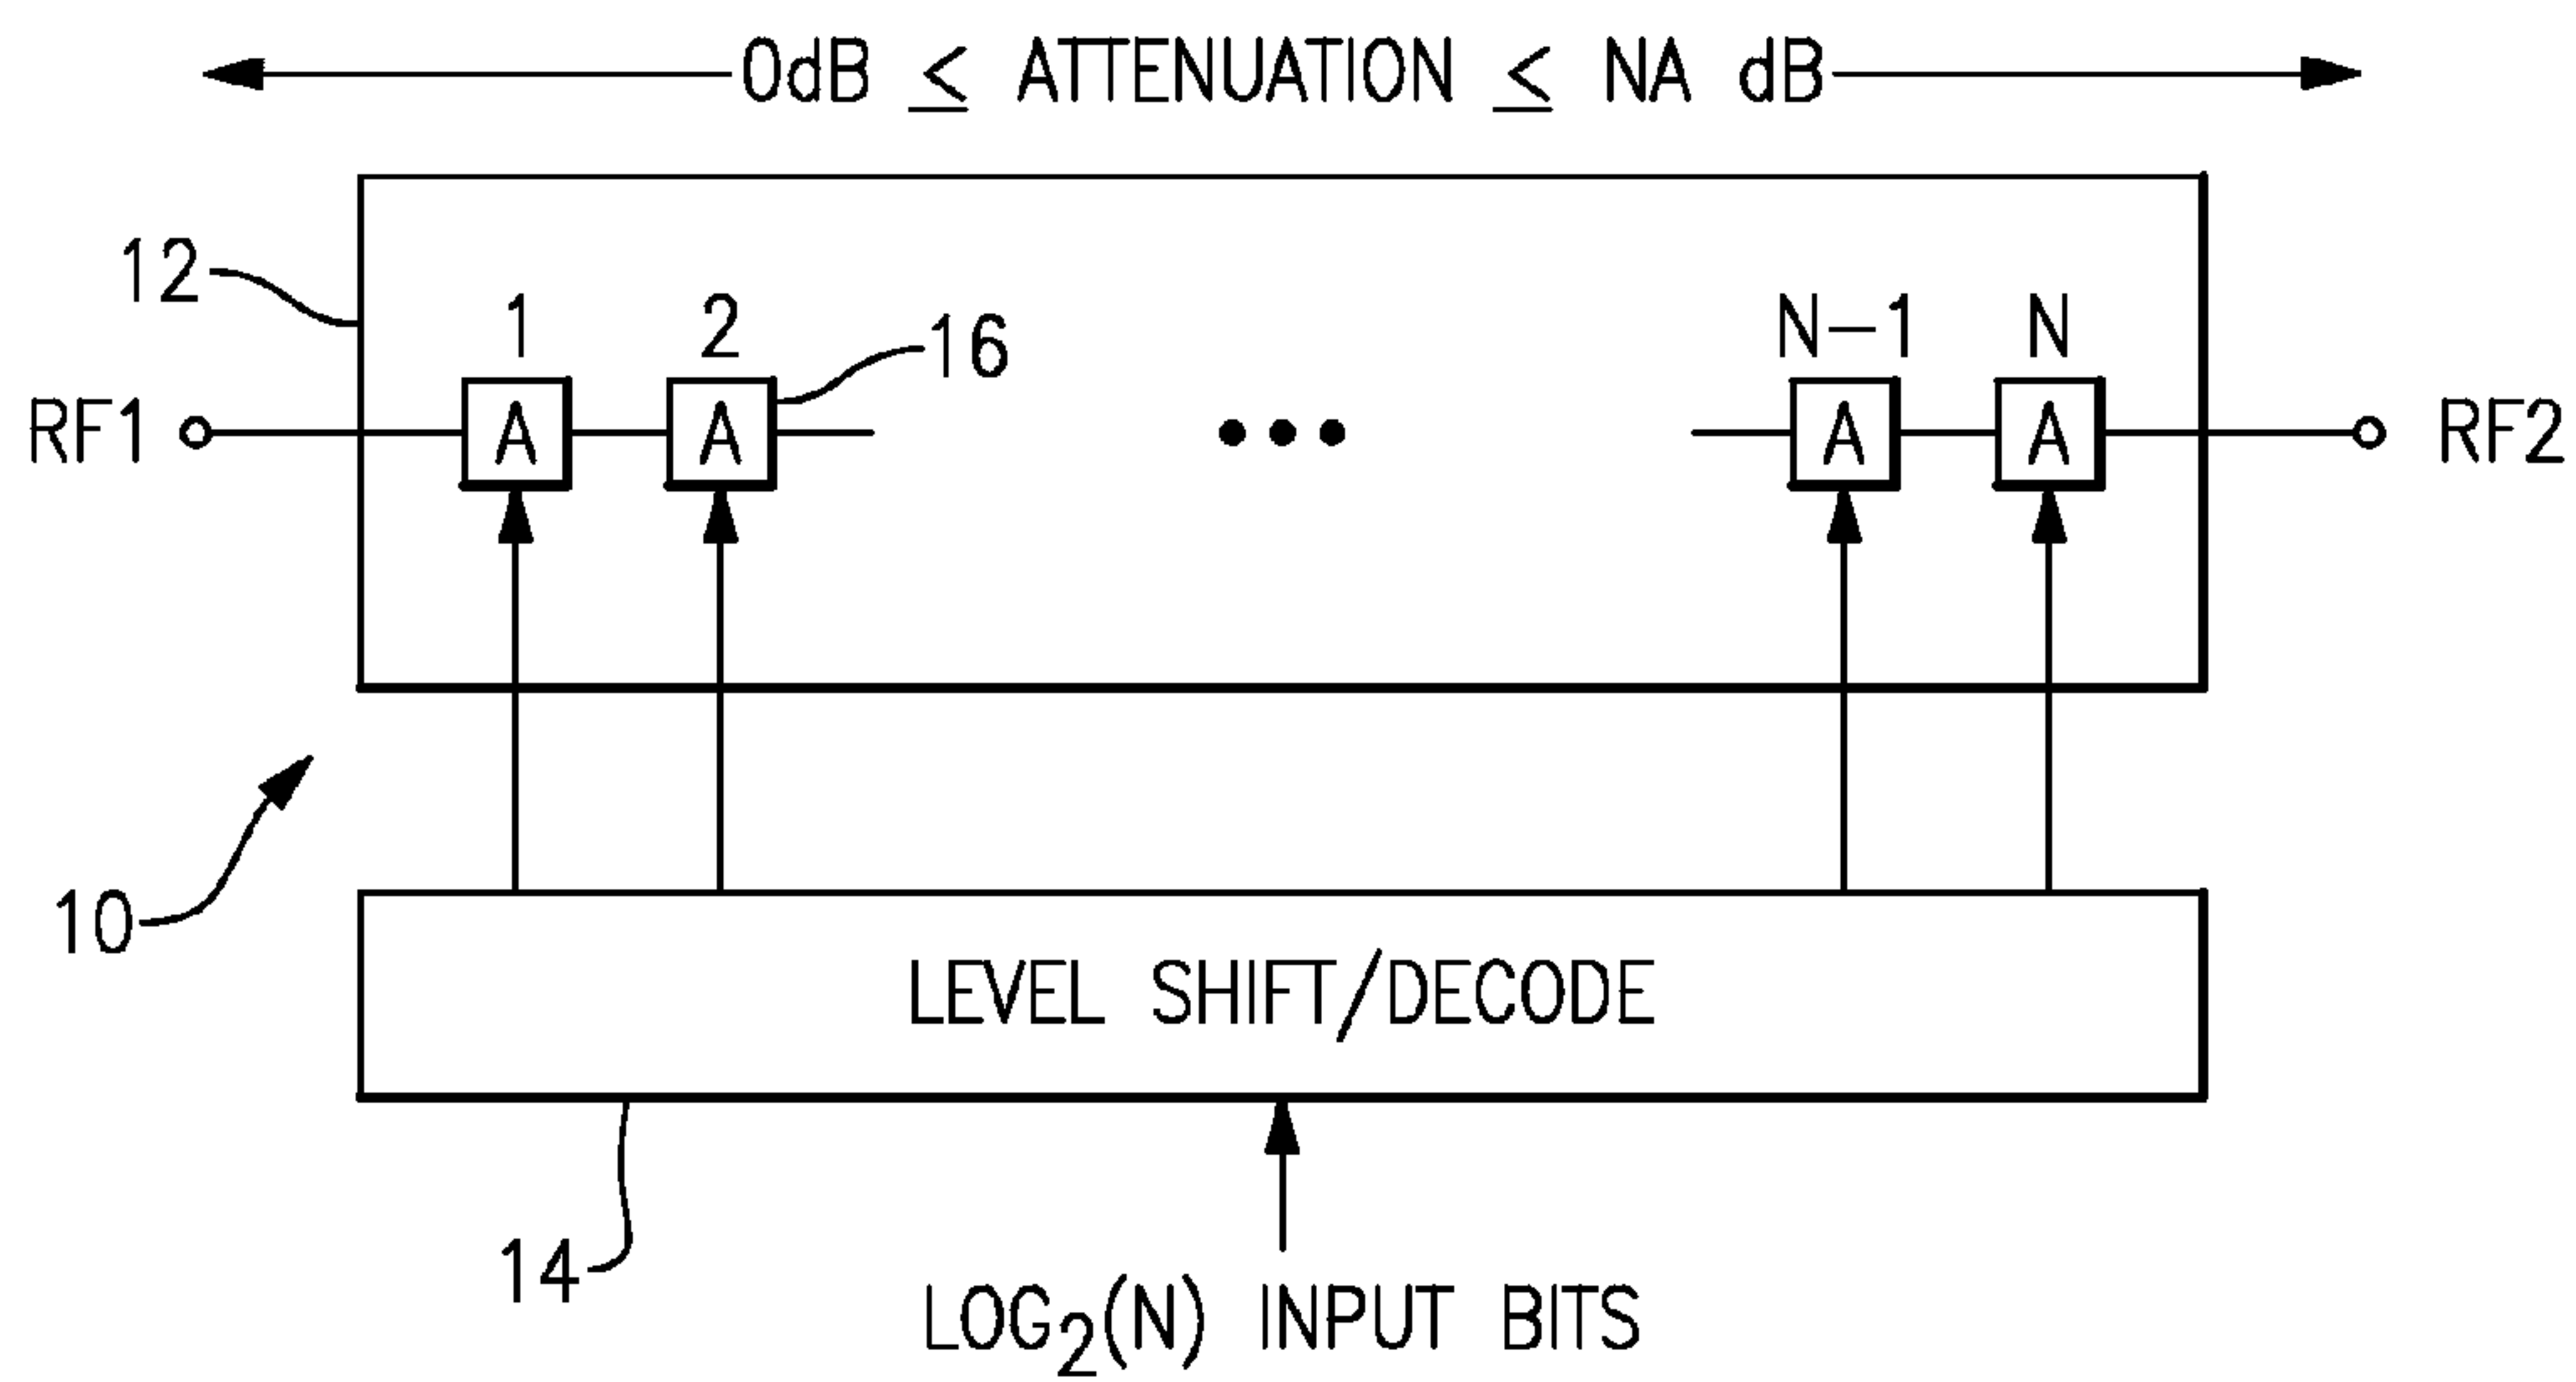 0dB ≤ ATTENUATION ≤ NA dB
12
1 2 N-1 N
16
RF1 A A ••• A A RF2
10
LEVEL SHIFT/DECODE
14
LOG₂(N) INPUT BITS